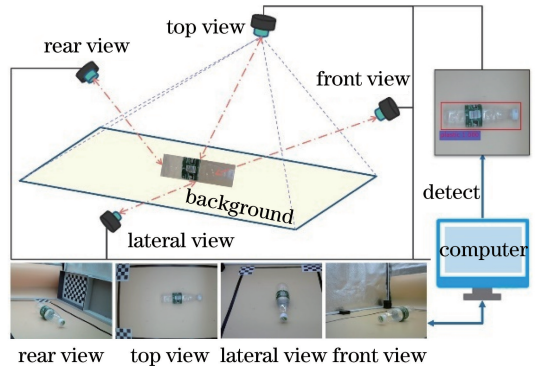 top view
rear view
front view
background
lateral view
detect
computer
rear view
top view
lateral view
front view